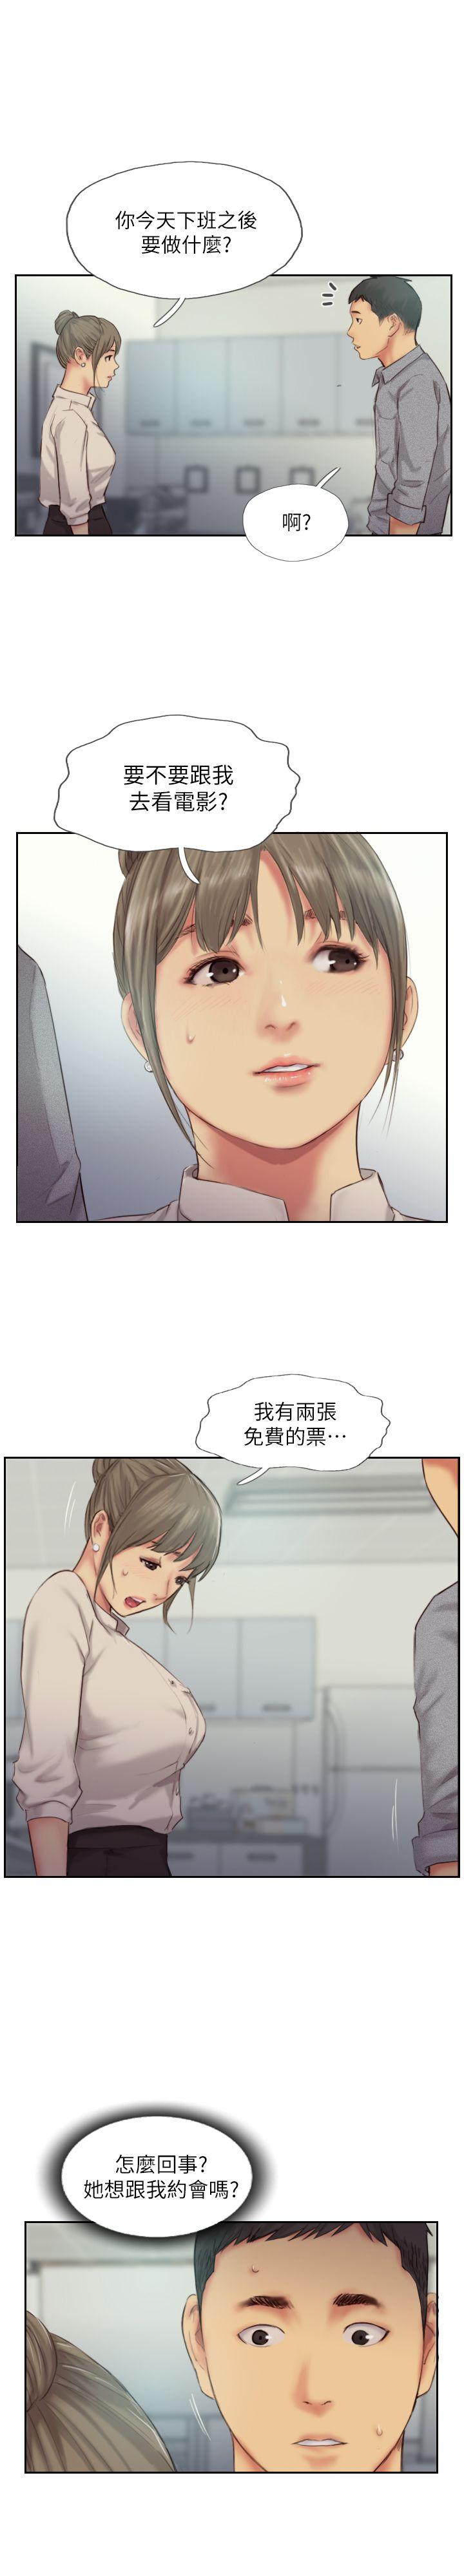 你今天下班之後
要做什麼?
啊?
要不要跟我
去看電影?
我有兩張
免費的票…
怎麼回事?
她想跟我約會嗎?